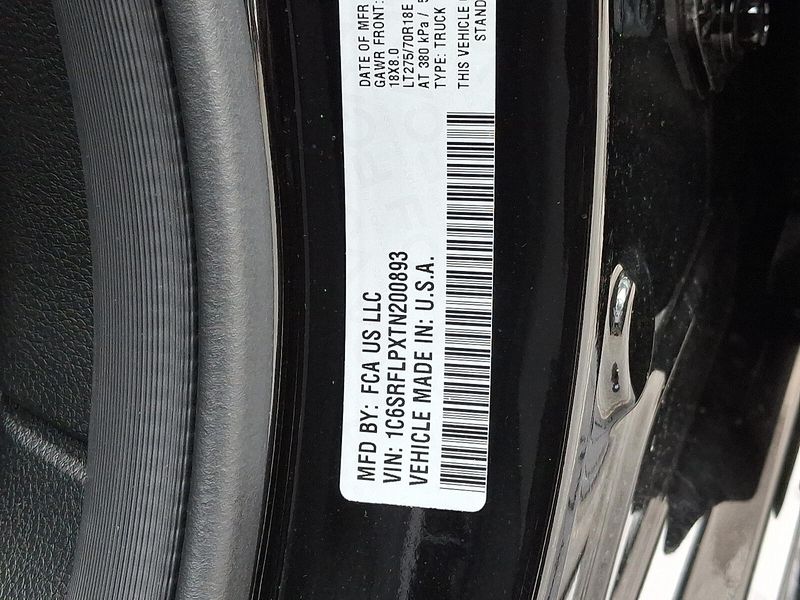 MFD BY: FCA US LLC
VIN: 1C6SRFLPXTN200893
VEHICLE MADE IN: U.S.A.
DATE OF MFR
GAWR FRONT:
18X8.0
LT275/70R18E
AT 380 kPa /
TYPE: TRUCK
THIS VEHICLE
STAND